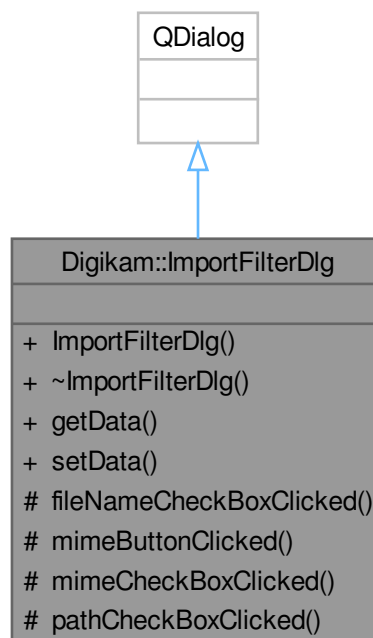 QDialog
Digikam::ImportFilterDlg
+ ImportFilterDlg()
+ ~ImportFilterDlg()
+ getData()
+ setData()
# fileNameCheckBoxClicked()
# mimeButtonClicked()
# mimeCheckBoxClicked()
# pathCheckBoxClicked()